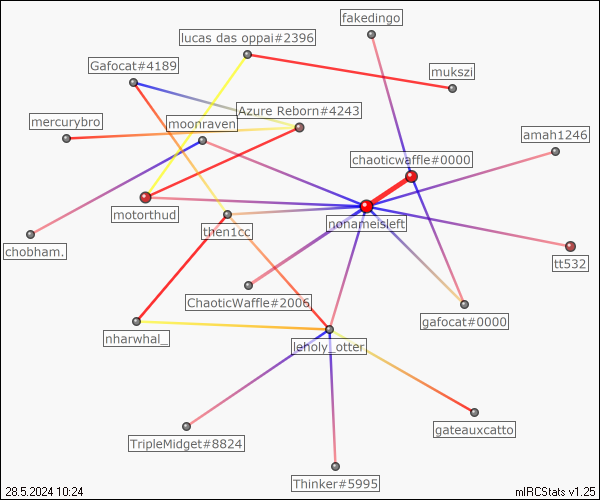 fakedingo
lucas das oppai#2396
Gafocat#4189
mukszi
Azure Reborn#4243
mercurybro
moonraven
amah1246
chaoticwaffle#0000
motorthud
nonameisleft
then1cc
chobham.
tt532
ChaoticWaffle#2006
gafocat#0000
nharwhal_
leholy_otter.
gateauxcatto
TripleMidget#8824
Thinker#5995
28.5.2024 10:24
mIRCStats v1.25